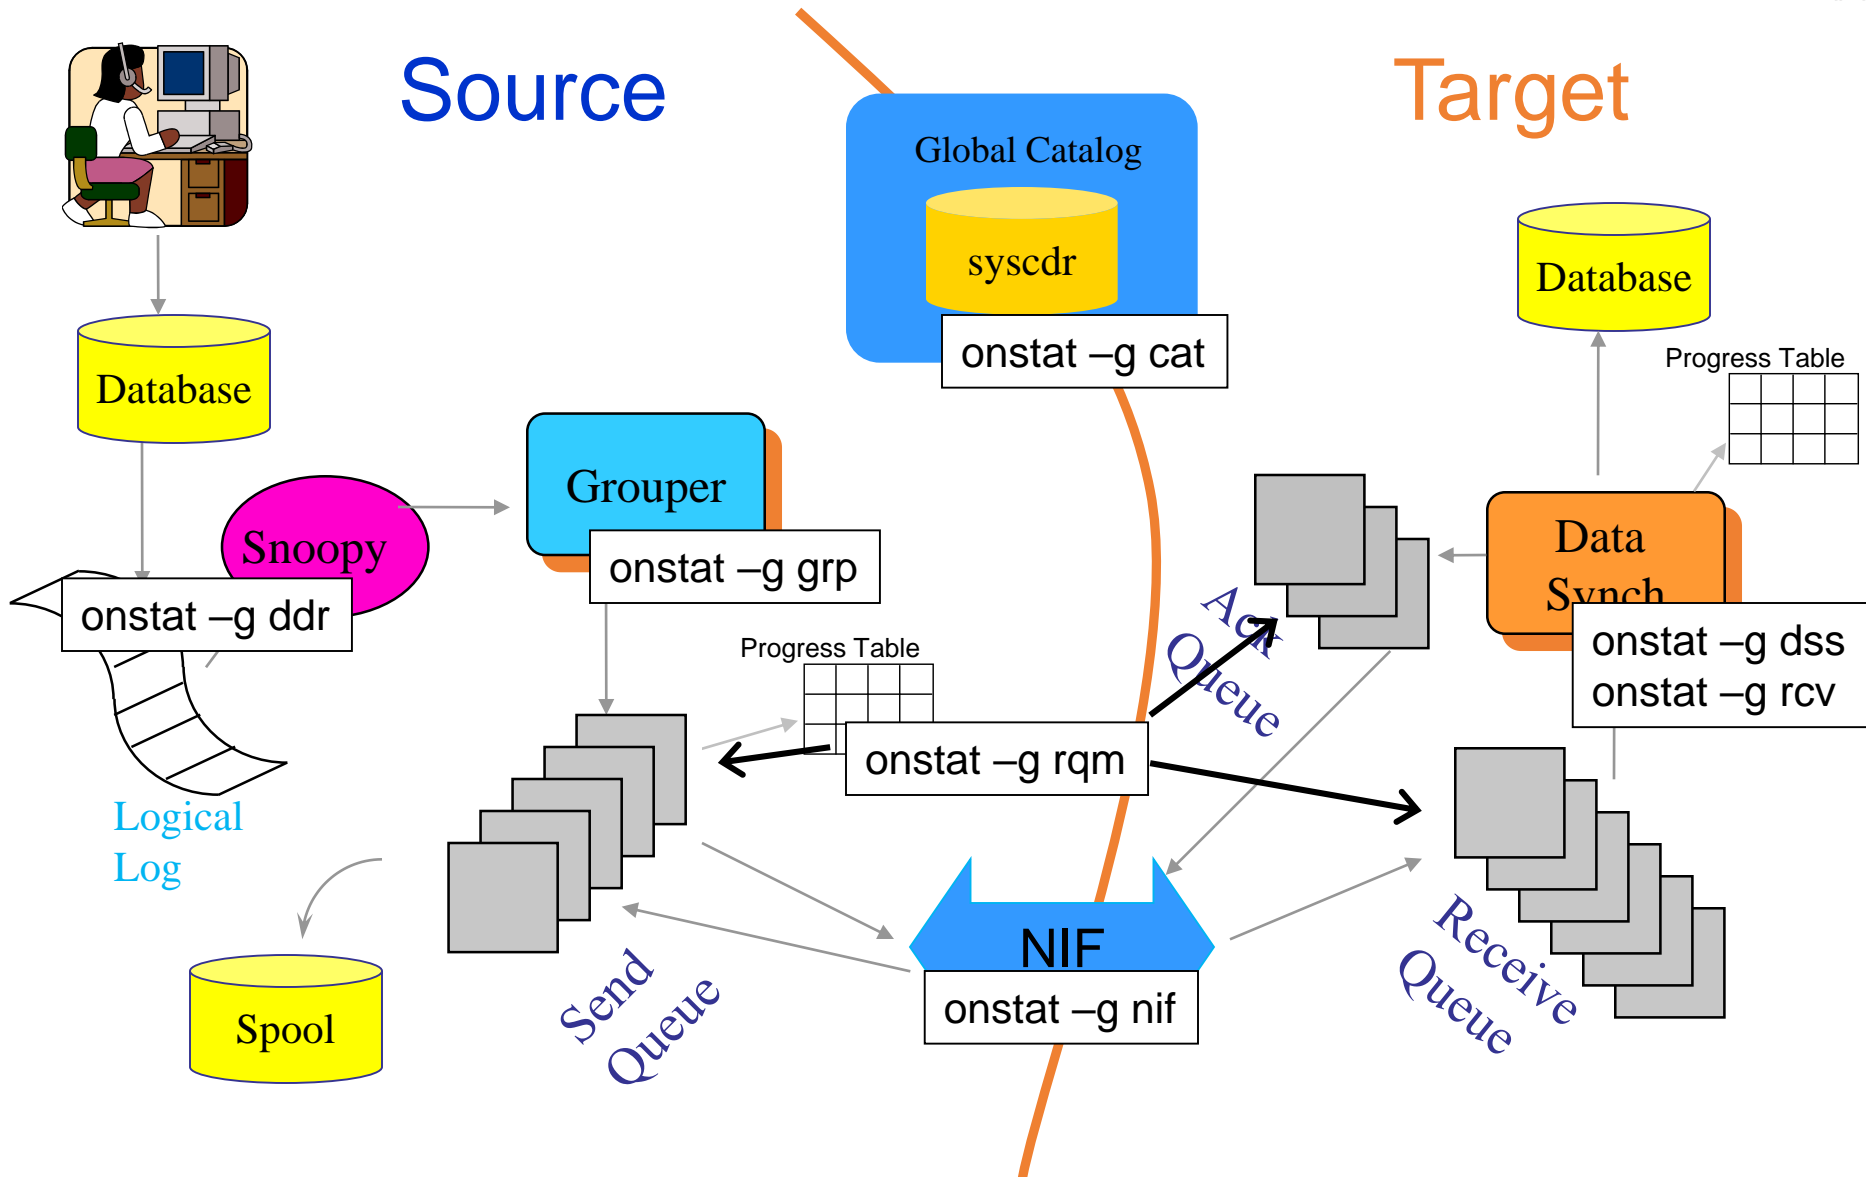 Source
Target
Global Catalog
syscdr
onstat –g cat
Database
Database
Progress Table
Grouper
onstat –g grp
Snoopy
onstat –g ddr
Data
Synch
onstat –g dss
onstat –g rcv
Ack
Queue
Progress Table
onstat –g rqm
Logical
Log
NIF
onstat –g nif
Send
Queue
Receive
Queue
Spool